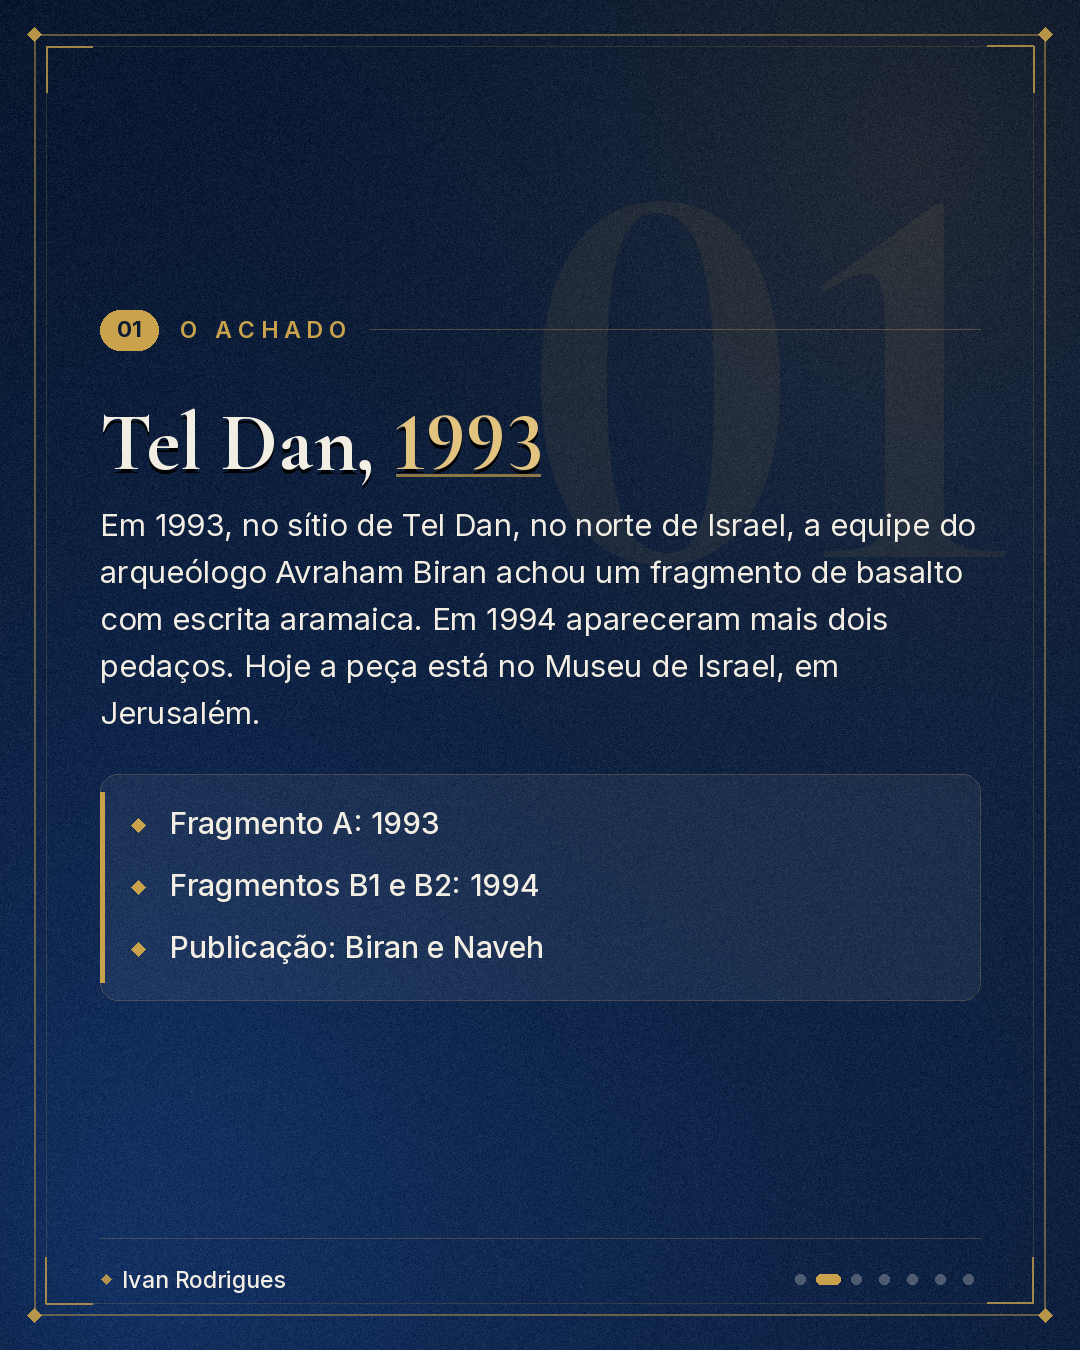 01
01 O ACHADO
Tel Dan, 1993
Em 1993, no sítio de Tel Dan, no norte de Israel, a equipe do
arqueólogo Avraham Biran achou um fragmento de basalto
com escrita aramaica. Em 1994 apareceram mais dois
pedaços. Hoje a peça está no Museu de Israel, em
Jerusalém.
Fragmento A: 1993
Fragmentos B1 e B2: 1994
Publicação: Biran e Naveh
Ivan Rodrigues